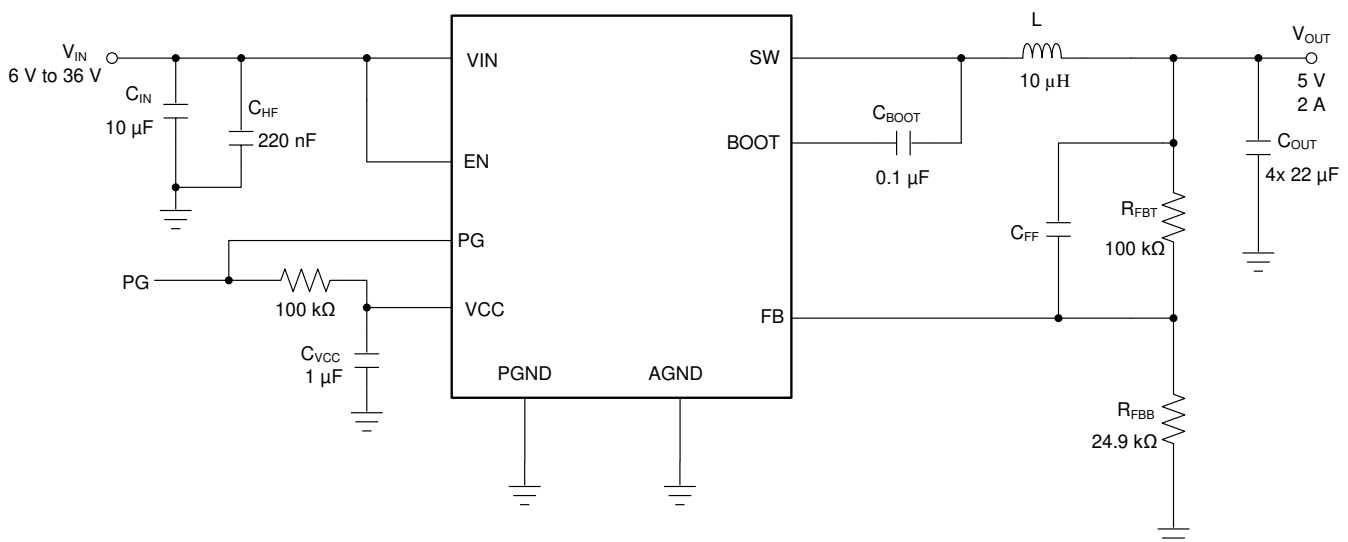 V_IN
6 V to 36 V
C_IN
10 µF
C_HF
220 nF
VIN
EN
PG
PG
100 kΩ
VCC
C_VCC
1 µF
PGND
AGND
SW
BOOT
FB
C_BOOT
0.1 µF
L
10 µH
V_OUT
5 V
2 A
C_OUT
4x 22 µF
C_FF
R_FBT
100 kΩ
R_FBB
24.9 kΩ